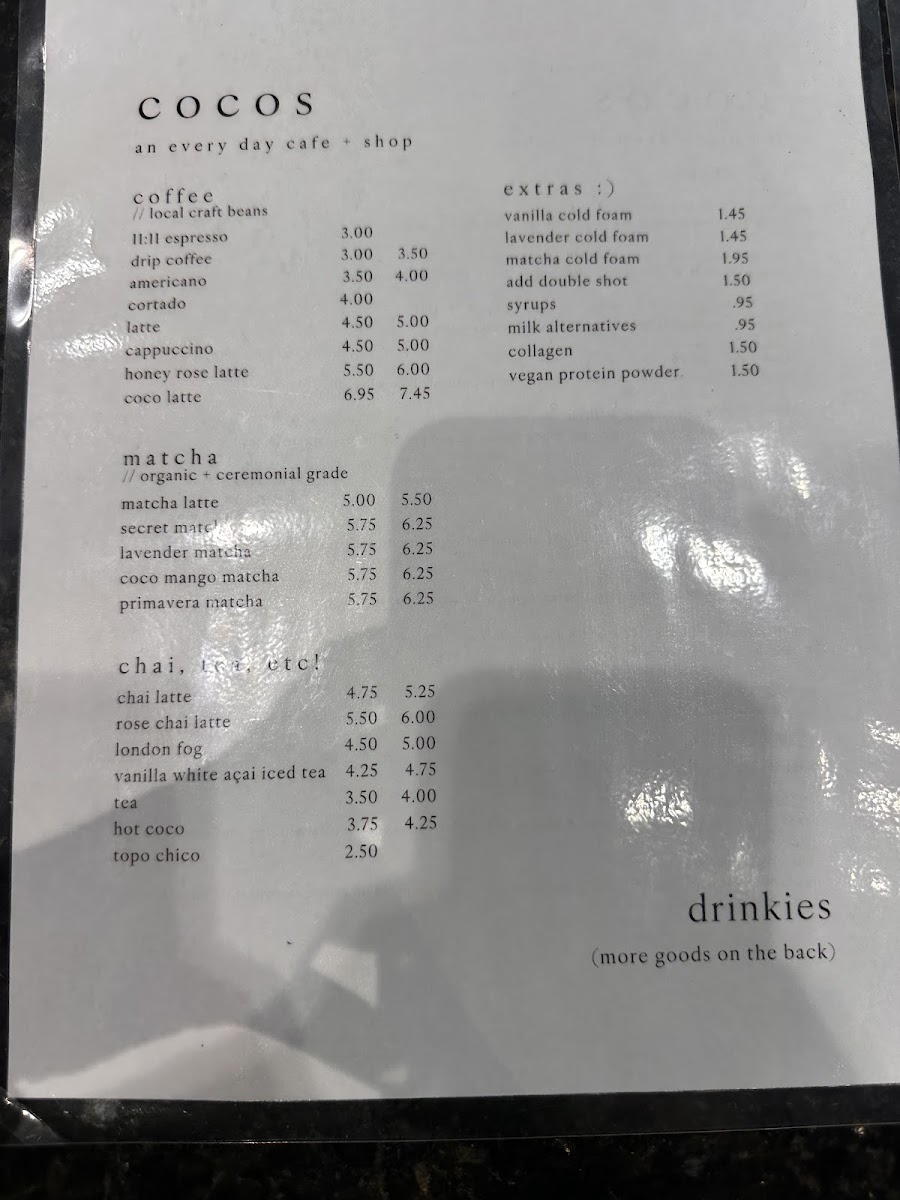 COCOS
an every day cafe + shop
coffee
// local craft beans
11:11 espresso 3.00
drip coffee 3.00 3.50
americano 3.50 4.00
cortado 4.00
latte 4.50 5.00
cappuccino 4.50 5.00
honey rose latte 5.50 6.00
coco latte 6.95 7.45
matcha
// organic + ceremonial grade
matcha latte 5.00 5.50
secret 5.75 6.25
lavender matcha 5.75 6.25
coco mango matcha 5.75 6.25
primavera matcha 5.75 6.25
chai, tea, etc!
chai latte 4.75 5.25
rose chai latte 5.50 6.00
london fog 4.50 5.00
vanilla white açai iced tea 4.25 4.75
tea 3.50 4.00
hot coco 3.75 4.25
topo chico 2.50
extras :)
vanilla cold foam 1.45
lavender cold foam 1.45
matcha cold foam 1.95
add double shot 1.50
syrups .95
milk alternatives .95
collagen 1.50
vegan protein powder 1.50
drinkies
(more goods on the back)